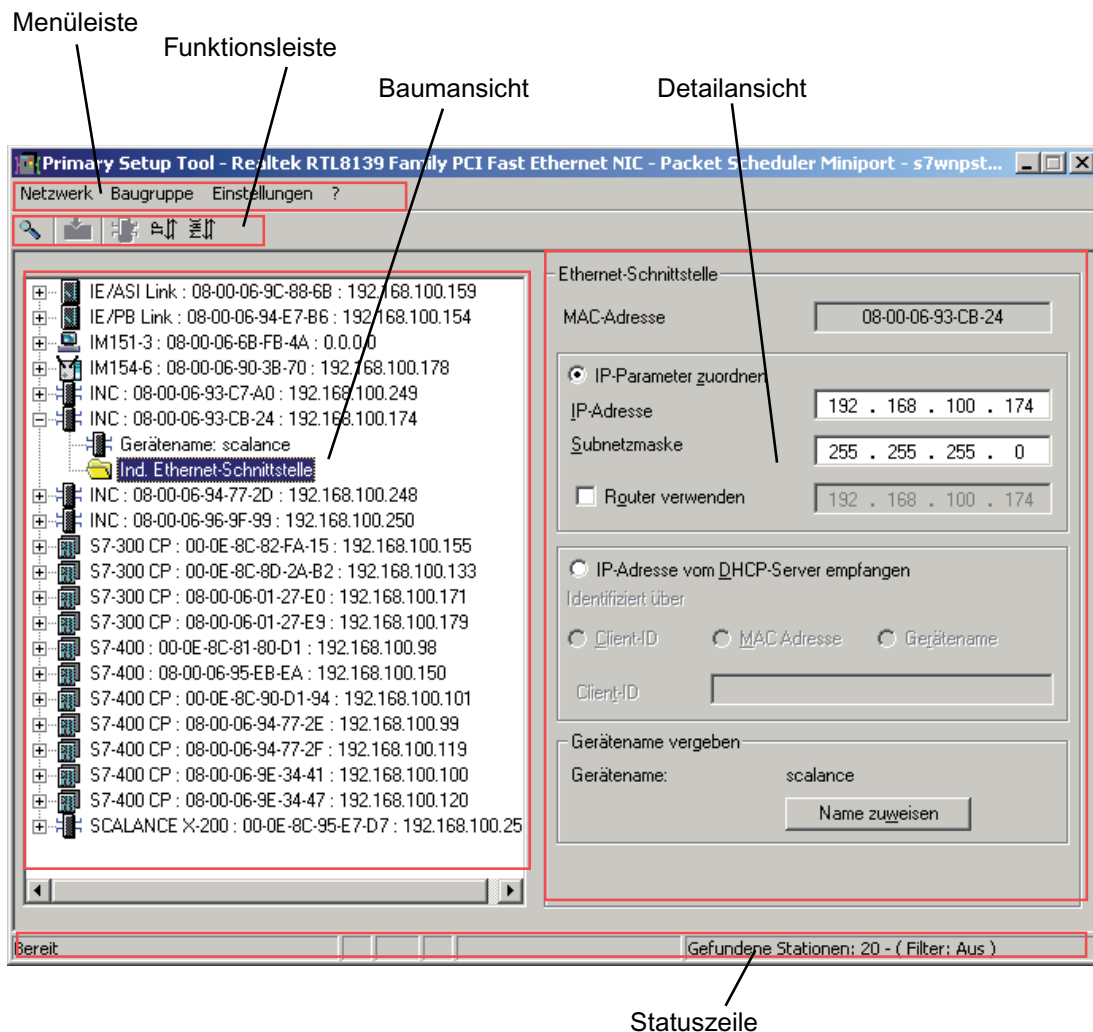 Menüleiste
Funktionsleiste
Baumansicht
Detailansicht
Primary Setup Tool - Realtek RTL8139 Family PCI Fast Ethernet NIC - Packet Scheduler Miniport - s7wnpst...
Netzwerk Baugruppe Einstellungen ?
IE/ASI Link : 08-00-06-9C-88-6B : 192.168.100.159
IE/PB Link : 08-00-06-94-E7-B6 : 192.168.100.154
IM151-3 : 08-00-06-6B-FB-4A : 0.0.0.0
IM154-6 : 08-00-06-90-3B-70 : 192.168.100.178
INC : 08-00-06-93-C7-A0 : 192.168.100.249
INC : 08-00-06-93-CB-24 : 192.168.100.174
Gerätename: scalance
Ind. Ethernet-Schnittstelle
INC : 08-00-06-94-77-2D : 192.168.100.248
INC : 08-00-06-96-9F-99 : 192.168.100.250
S7-300 CP : 00-0E-8C-82-FA-15 : 192.168.100.155
S7-300 CP : 00-0E-8C-8D-2A-B2 : 192.168.100.133
S7-300 CP : 08-00-06-01-27-E0 : 192.168.100.171
S7-300 CP : 08-00-06-01-27-E9 : 192.168.100.179
S7-400 : 00-0E-8C-81-80-D1 : 192.168.100.98
S7-400 : 08-00-06-95-EB-EA : 192.168.100.150
S7-400 CP : 00-0E-8C-90-D1-94 : 192.168.100.101
S7-400 CP : 08-00-06-94-77-2E : 192.168.100.99
S7-400 CP : 08-00-06-94-77-2F : 192.168.100.119
S7-400 CP : 08-00-06-9E-34-41 : 192.168.100.100
S7-400 CP : 08-00-06-9E-34-47 : 192.168.100.120
SCALANCE X-200 : 00-0E-8C-95-E7-D7 : 192.168.100.25
Ethernet-Schnittstelle
MAC-Adresse 08-00-06-93-CB-24
IP-Parameter zuordnen
IP-Adresse 192 . 168 . 100 . 174
Subnetzmaske 255 . 255 . 255 . 0
Router verwenden 192 . 168 . 100 . 174
IP-Adresse vom DHCP-Server empfangen
Identifiziert über
Client-ID MAC Adresse Gerätename
Client-ID
Gerätename vergeben
Gerätename: scalance
Name zuweisen
Bereit Gefundene Stationen: 20 - ( Filter: Aus )
Statuszeile